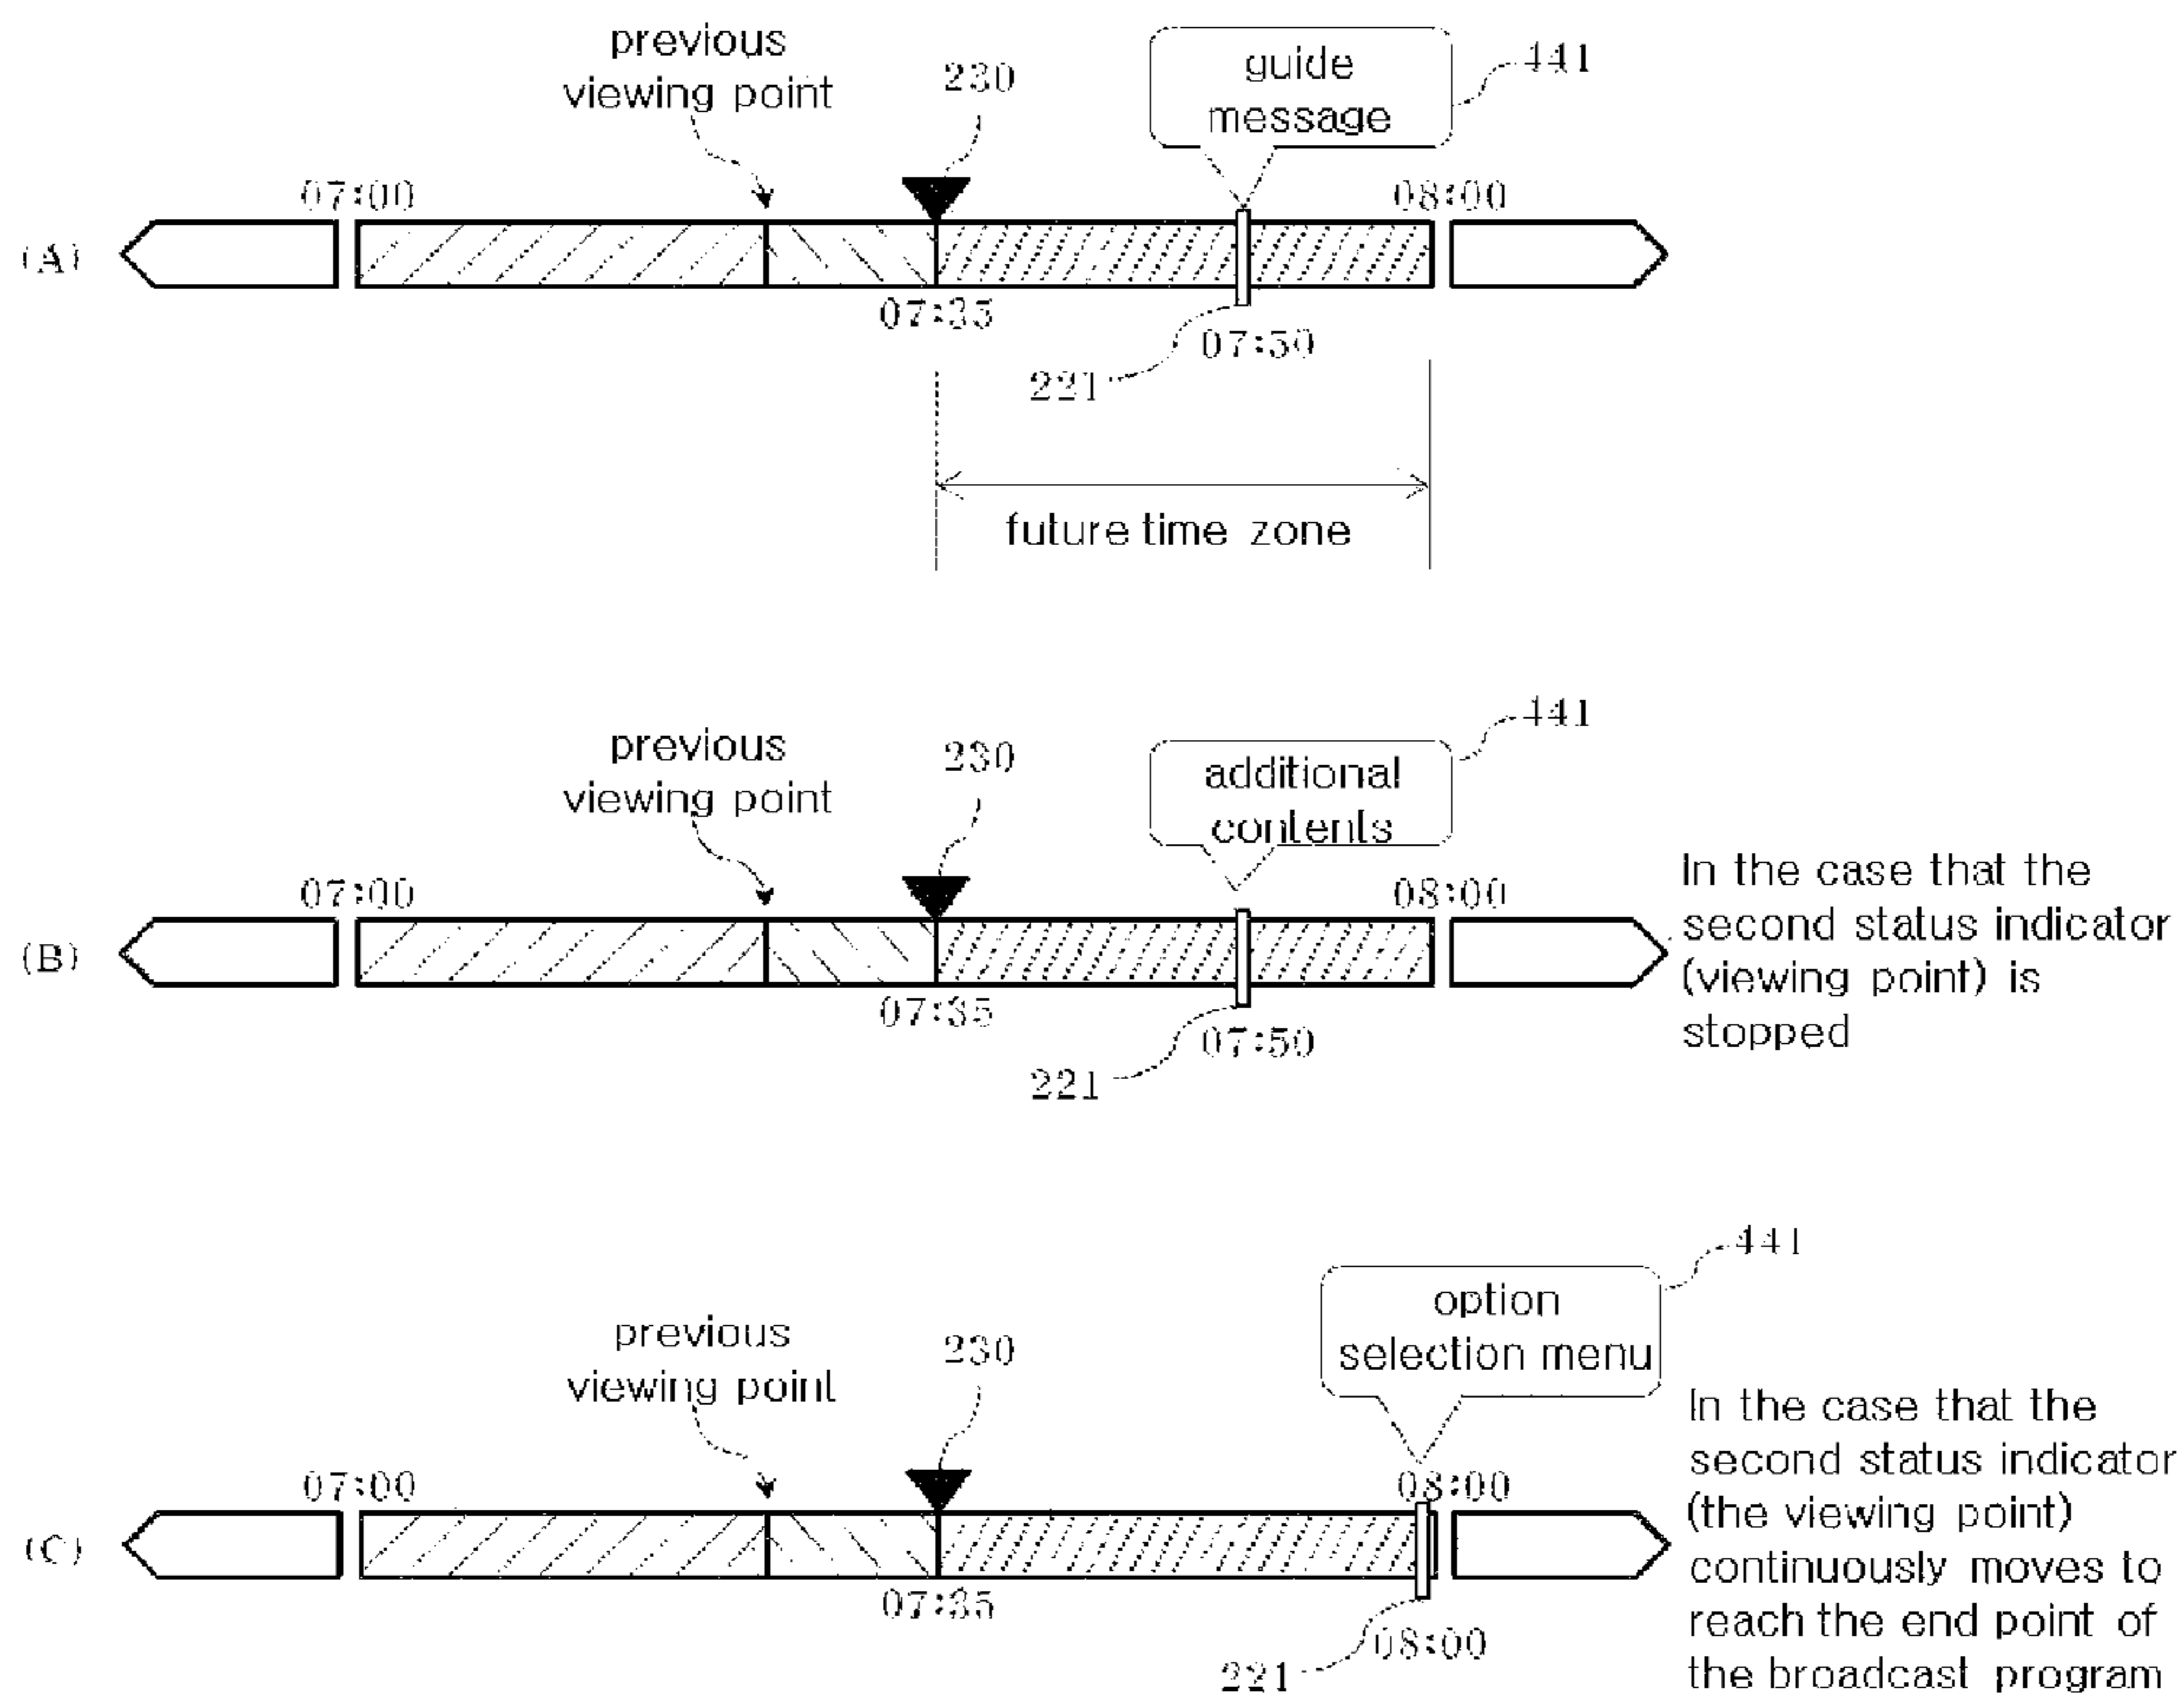 previous
viewing point
230
guide
message
441
07:00
08:00
(A)
07:35
07:50
221
future time zone
previous
viewing point
230
additional
contents
441
07:00
08:00
(B)
07:35
07:50
221
In the case that the
second status indicator
(viewing point) is
stopped
previous
viewing point
230
option
selection menu
441
07:00
08:00
(C)
07:35
08:00
221
In the case that the
second status indicator
(the viewing point)
continuously moves to
reach the end point of
the broadcast program